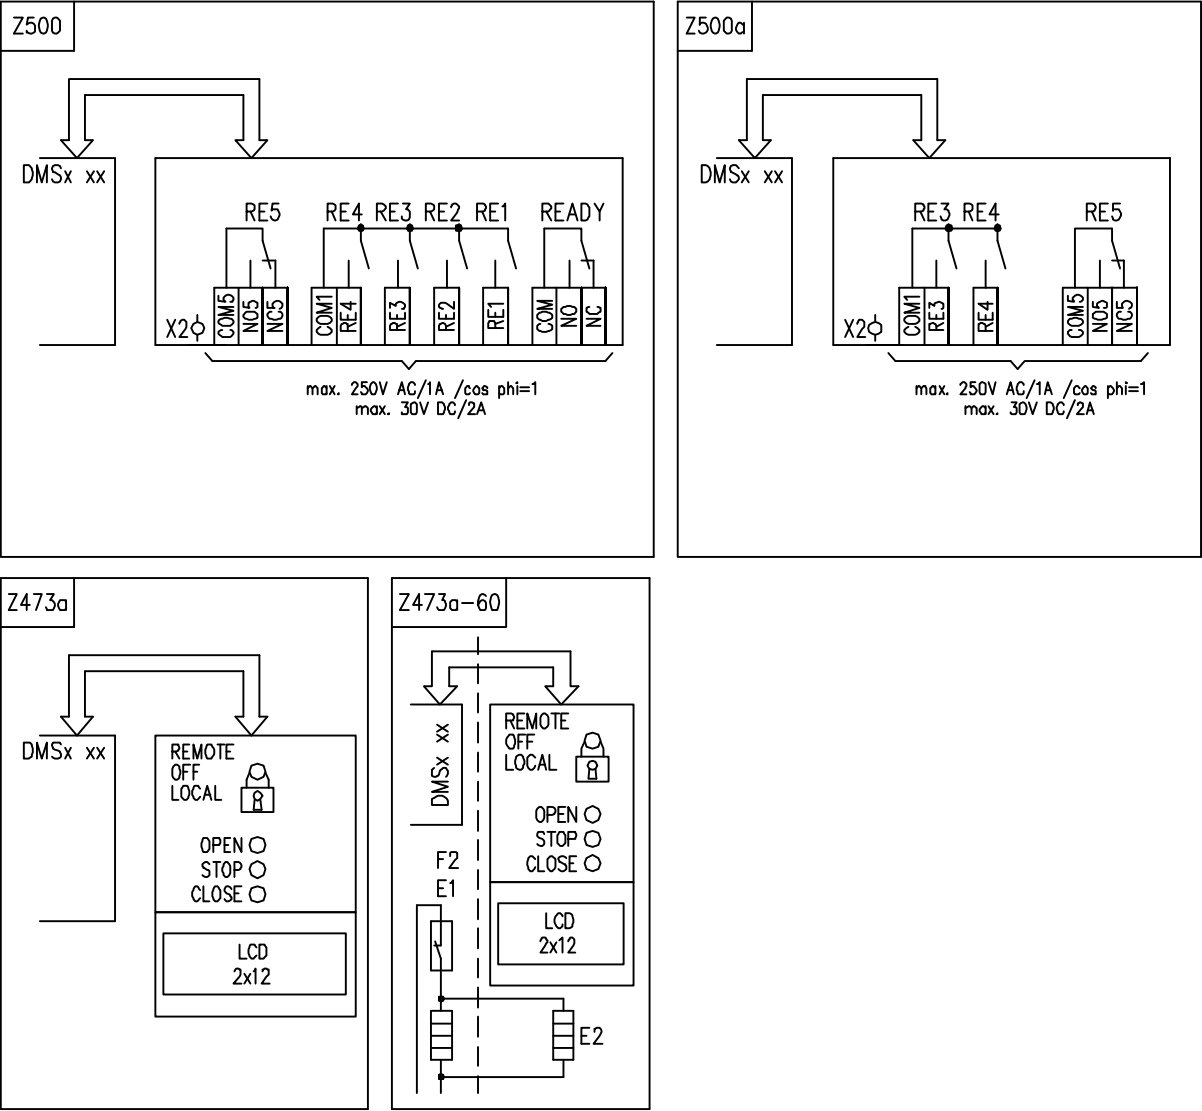 Z500
DMSx xx
RE5 RE4 RE3 RE2 RE1 READY
X2 COM5 NO5 NC5 COM1 RE4 RE3 RE2 RE1 COM NO NC
max. 250V AC/1A /cos phi=1
max. 30V DC/2A
Z500a
DMSx xx
RE3 RE4 RE5
X2 COM1 RE3 RE4 COM5 NO5 NC5
max. 250V AC/1A /cos phi=1
max. 30V DC/2A
Z473a
DMSx xx
REMOTE
OFF
LOCAL
OPEN
STOP
CLOSE
LCD
2x12
Z473a-60
DMSx xx
REMOTE
OFF
LOCAL
OPEN
STOP
CLOSE
LCD
2x12
F2
E1
E2